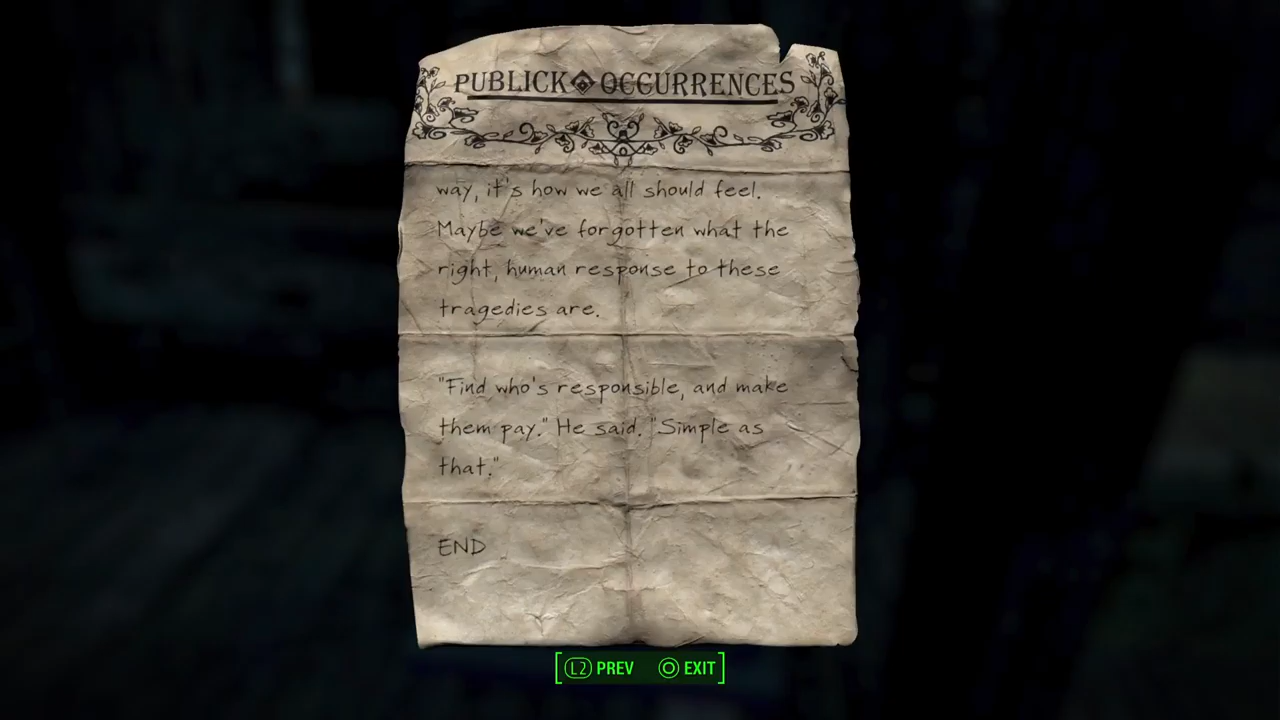 PUBLICK OCCURRENCES
way, it's how we all should feel.
Maybe we've forgotten what the
right, human response to these
tragedies are.
"Find who's responsible, and make
them pay." He said. "Simple as
that."
END
L2 PREV EXIT